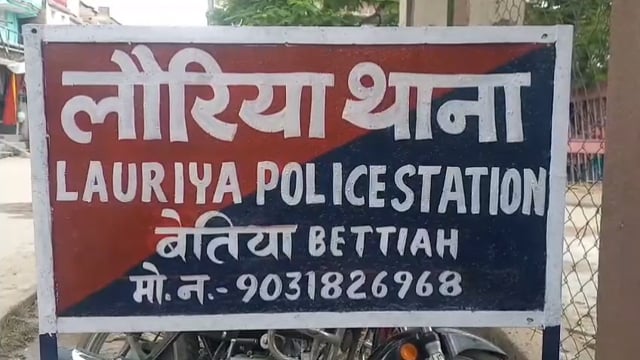 लौरिया थाना
LAURIYA POLICE STATION
बेतिया BETTIAH
मो. न.- 9031826968